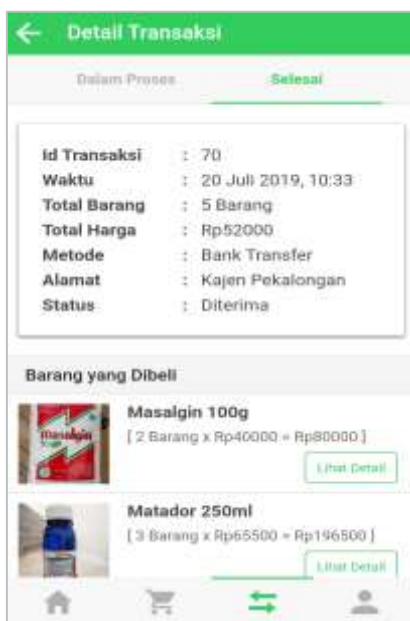 Detail Transaksi
Dalam Proses Selesai
Id Transaksi : 70
Waktu : 20 Juli 2019, 10:33
Total Barang : 5 Barang
Total Harga : Rp52000
Metode : Bank Transfer
Alamat : Kajen Pekalongan
Status : Diterima
Barang yang Dibeli
Masalgin 100g
[ 2 Barang x Rp40000 = Rp80000 ]
masalgin
Lihat Detail
Matador 250ml
[ 3 Barang x Rp65500 = Rp196500 ]
Lihat Detail